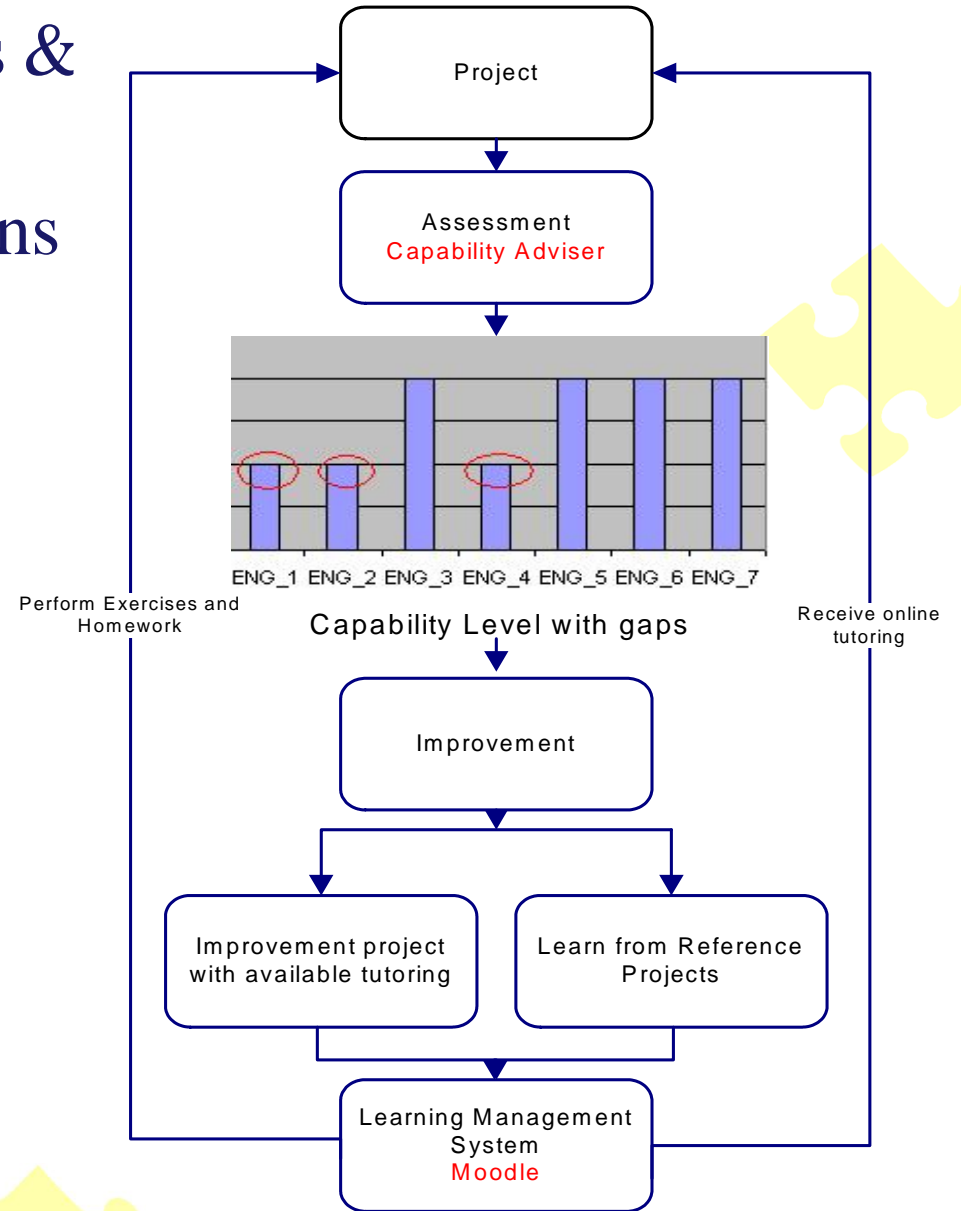 s &
ns
Project
Assessment
Capability Adviser
ENG_1 ENG_2 ENG_3 ENG_4 ENG_5 ENG_6 ENG_7
Capability Level with gaps
Perform Exercises and
Homework
Receive online
tutoring
Improvement
Improvement project
with available tutoring
Learn from Reference
Projects
Learning Management
System
Moodle